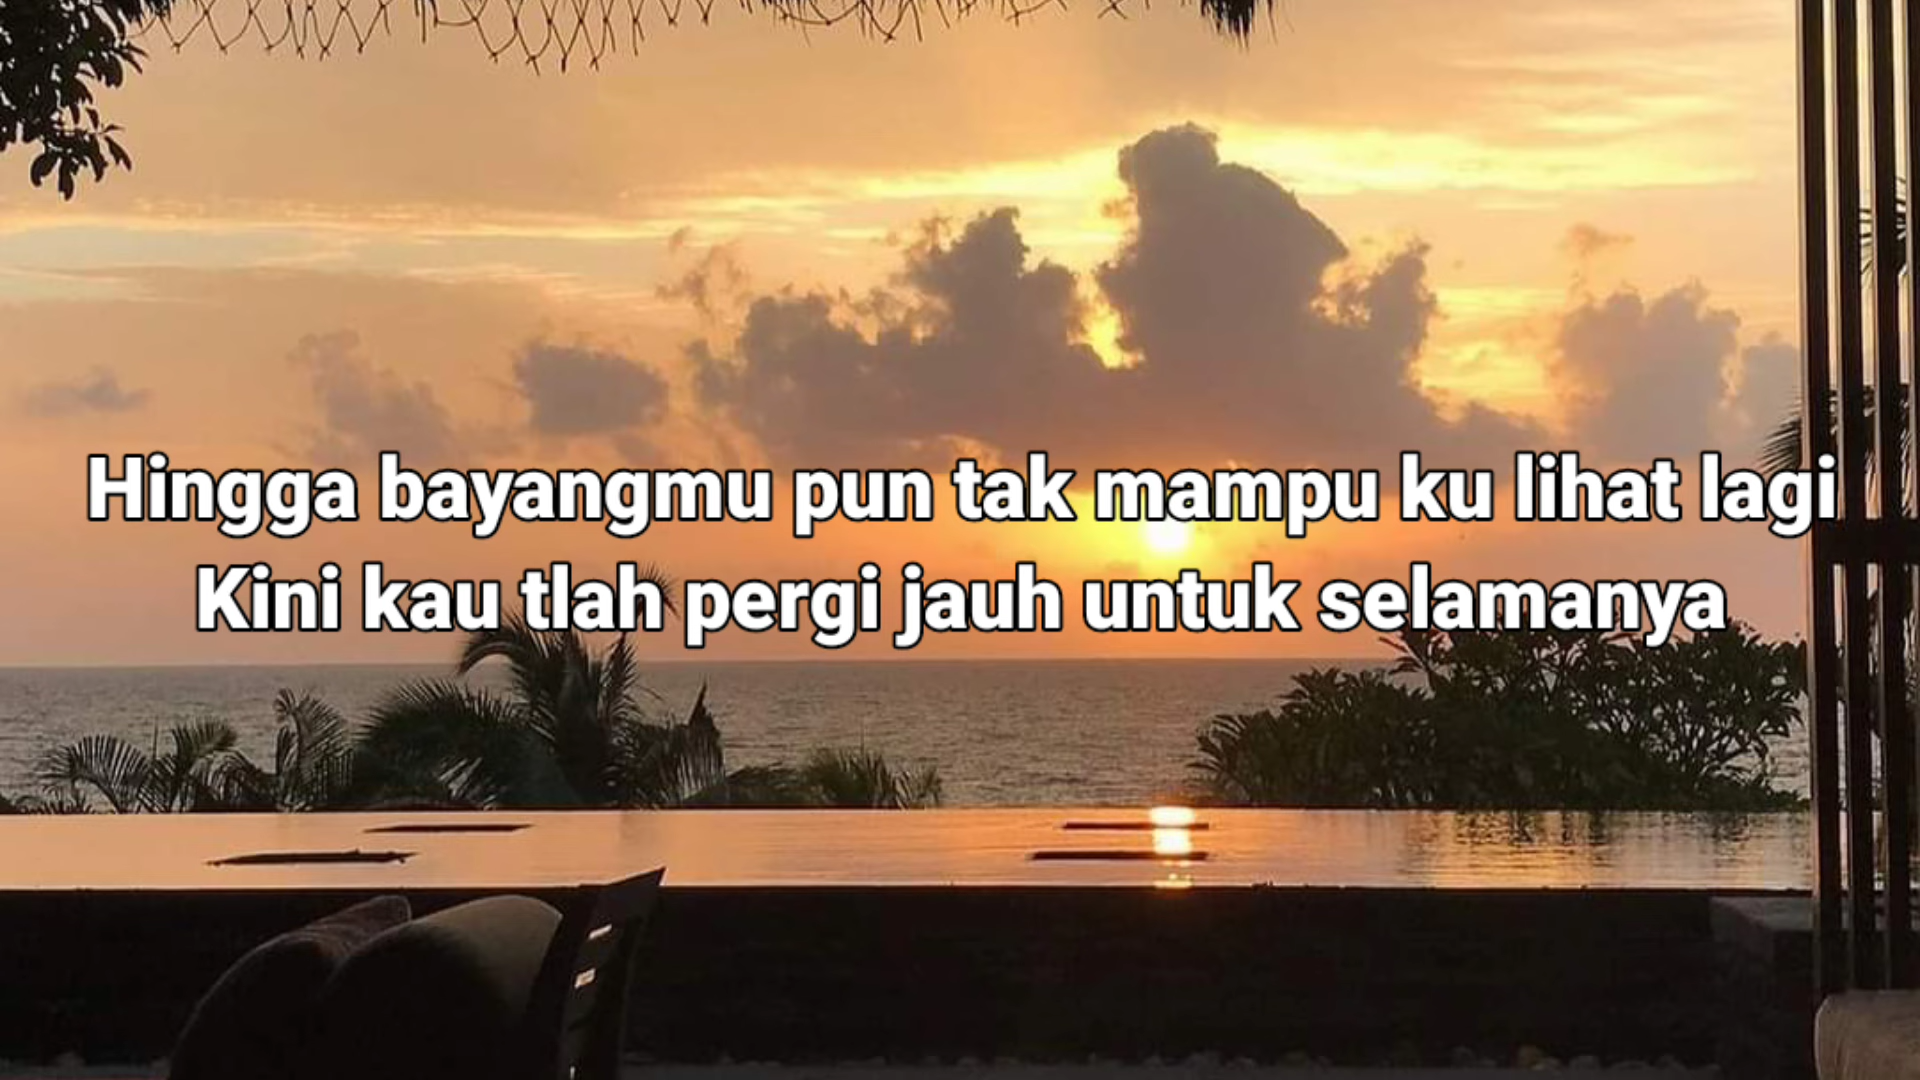 Hingga bayangmu pun tak mampu ku lihat lagi
Kini kau tlah pergi jauh untuk selamanya